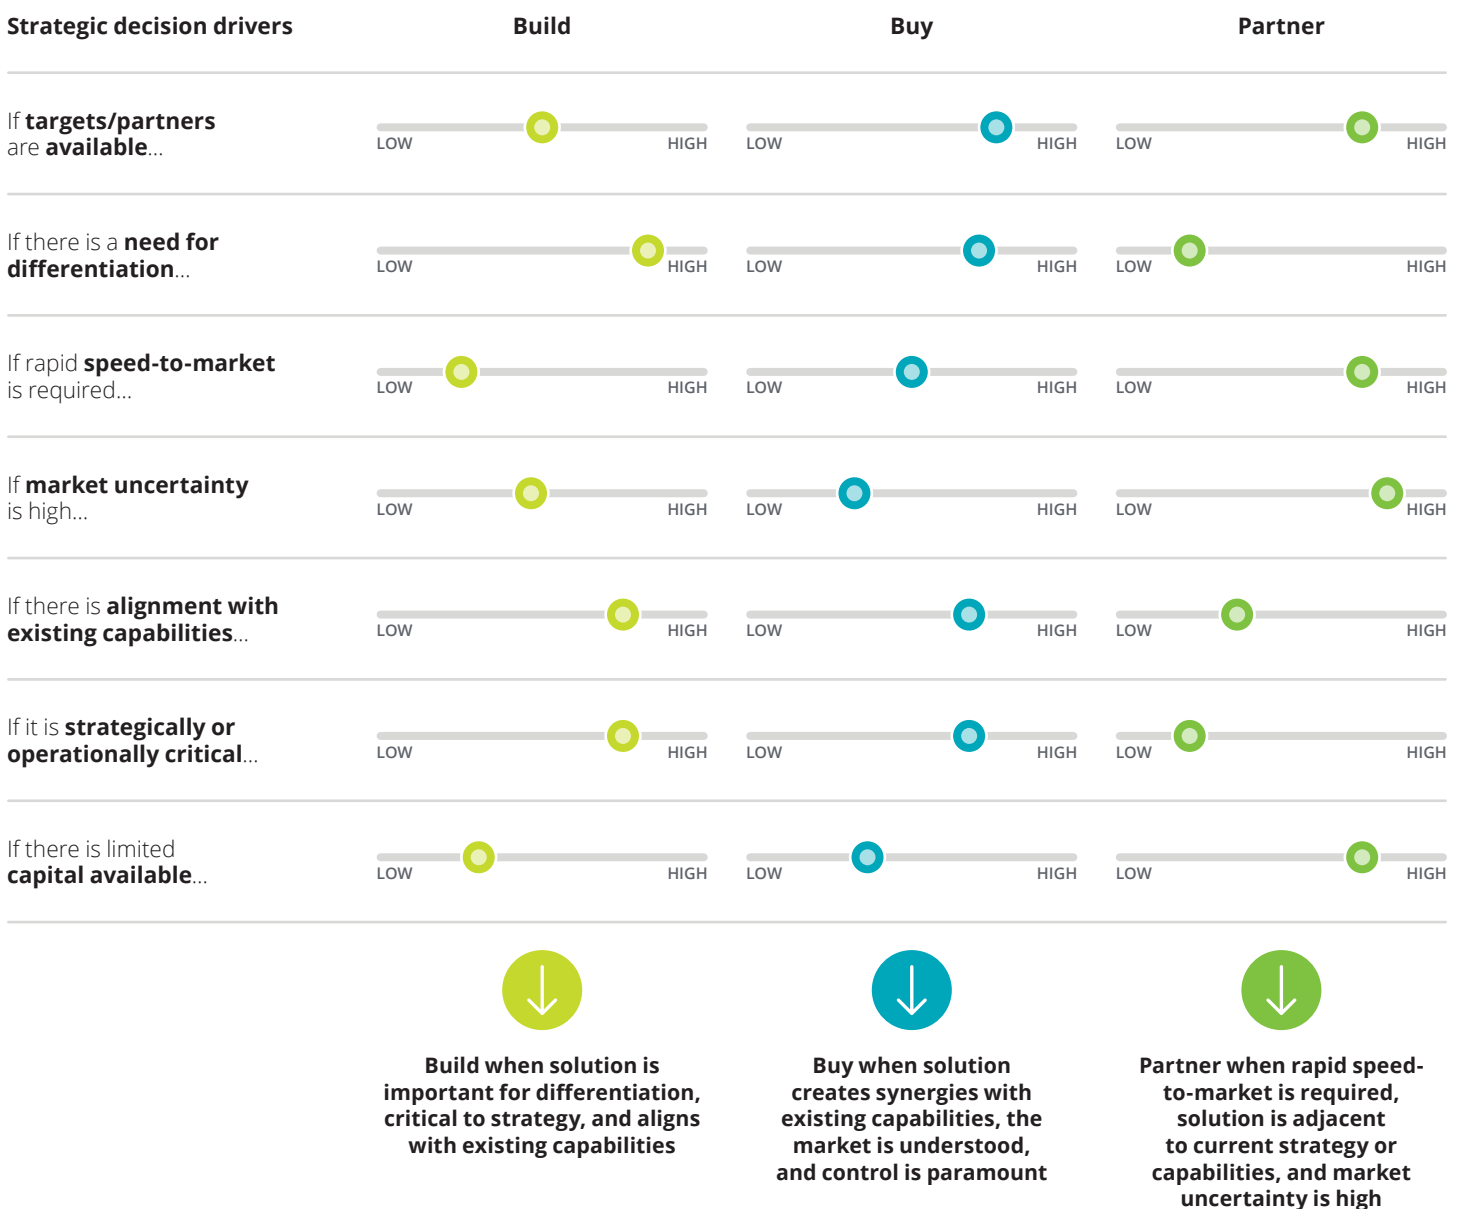 Strategic decision drivers
Build
Buy
Partner
If targets/partners
are available...
LOW
HIGH
LOW
HIGH
LOW
HIGH
If there is a need for
differentiation...
LOW
HIGH
LOW
HIGH
LOW
HIGH
If rapid speed-to-market
is required...
LOW
HIGH
LOW
HIGH
LOW
HIGH
If market uncertainty
is high...
LOW
HIGH
LOW
HIGH
LOW
HIGH
If there is alignment with
existing capabilities...
LOW
HIGH
LOW
HIGH
LOW
HIGH
If it is strategically or
operationally critical...
LOW
HIGH
LOW
HIGH
LOW
HIGH
If there is limited
capital available...
LOW
HIGH
LOW
HIGH
LOW
HIGH
Build when solution is
important for differentiation,
critical to strategy, and aligns
with existing capabilities
Buy when solution
creates synergies with
existing capabilities, the
market is understood,
and control is paramount
Partner when rapid speed-
to-market is required,
solution is adjacent
to current strategy or
capabilities, and market
uncertainty is high